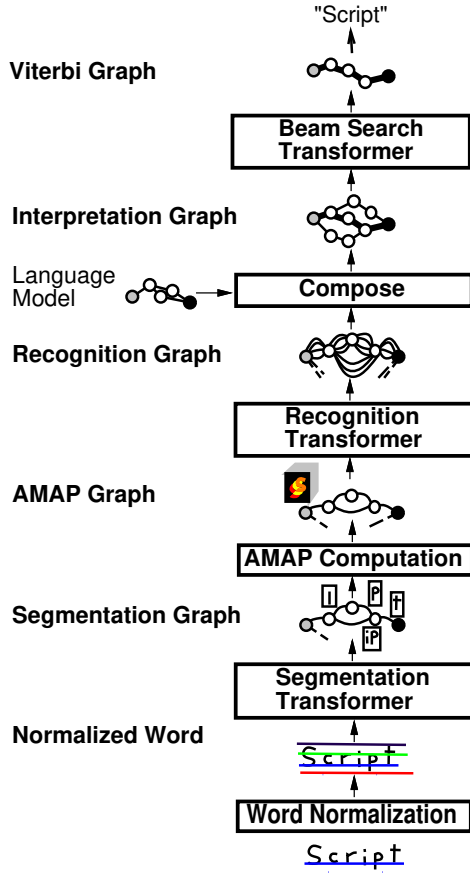 "Script"
Viterbi Graph
Beam Search
Transformer
Interpretation Graph
Language
Model
Compose
Recognition Graph
Recognition
Transformer
AMAP Graph
AMAP Computation
Segmentation Graph
l
p
t
ip
Segmentation
Transformer
Normalized Word
Script
Word Normalization
Script